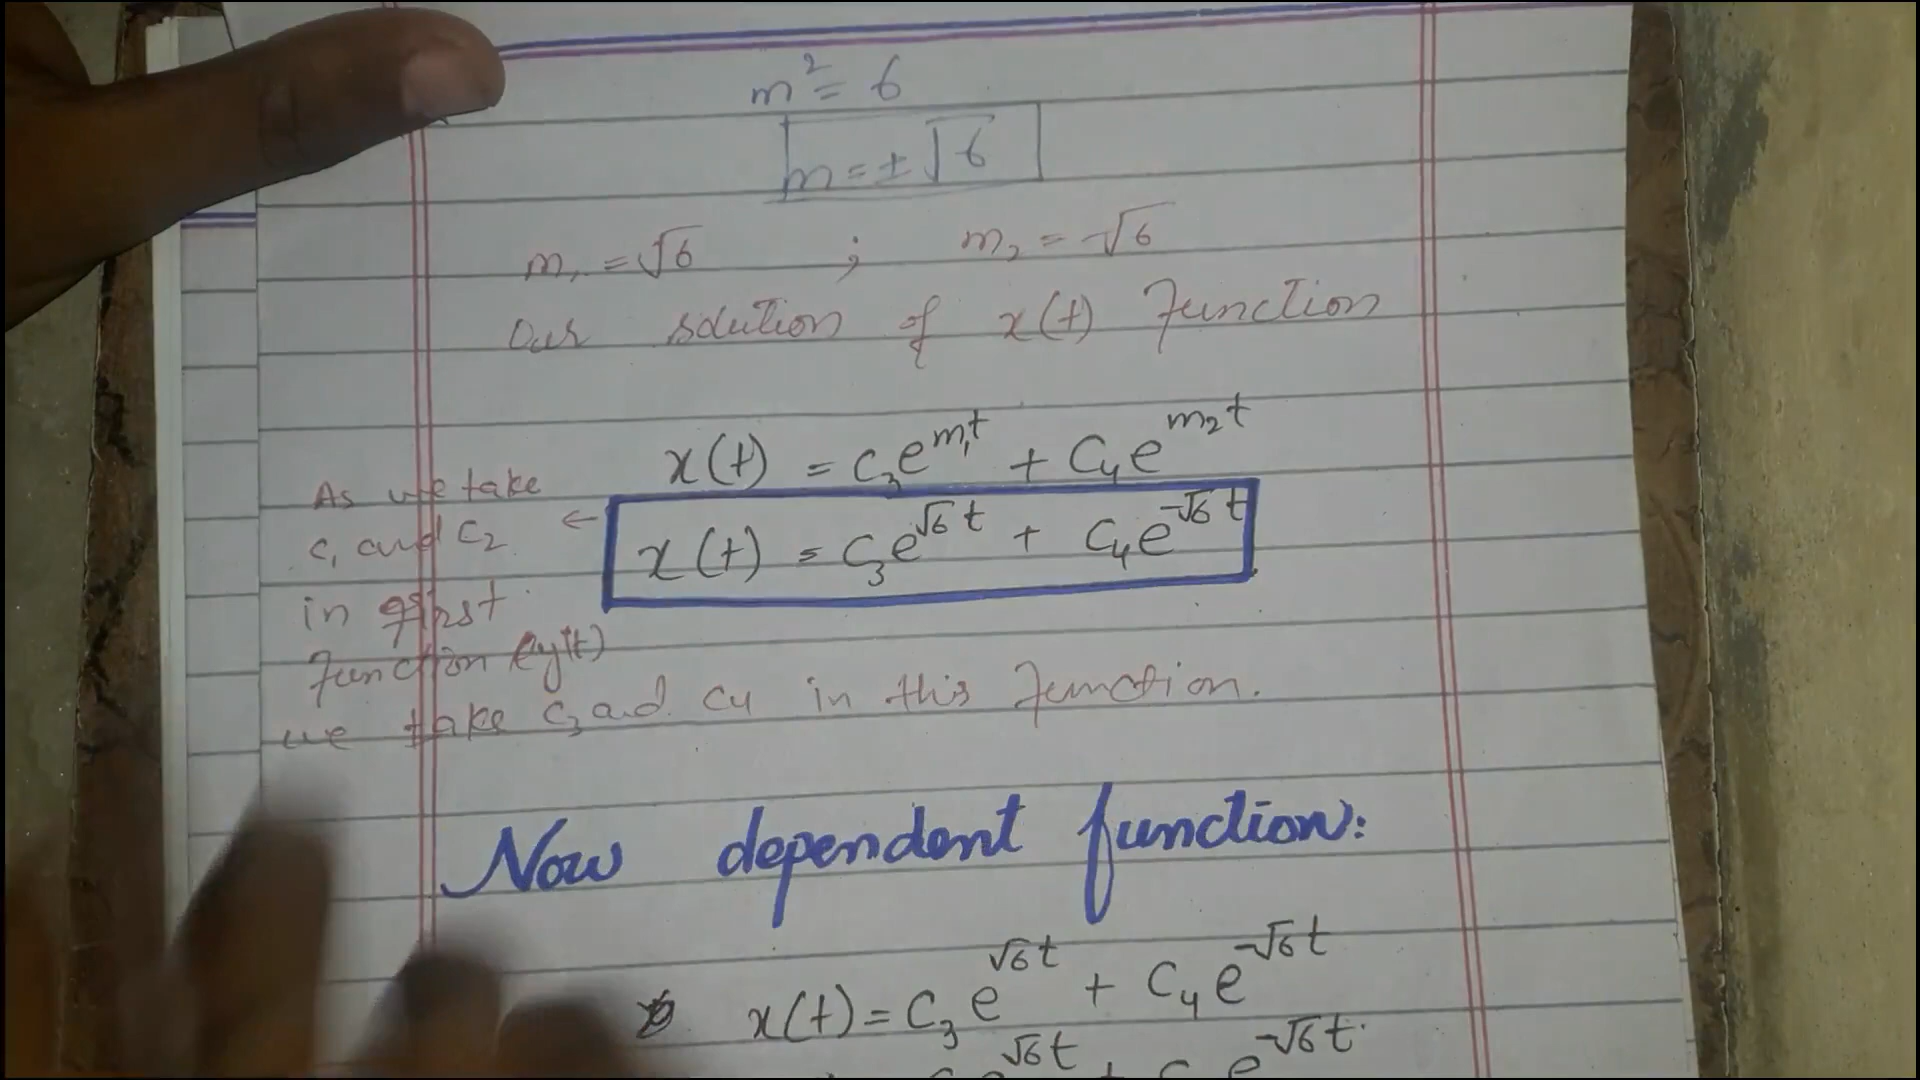 m² = 6
m = ±√6
m₁ = √6 ; m₂ = -√6
Our solution of x(t) function
x(t) = c₃e^m₁t + C₄e^m₂t
x(t) = c₃e^√6t + C₄e^-√6t
As we take
c₁ and C₂ ←
in first
function (y(t)
we take c₃ and c₄ in this function.
Now dependent function:
x(t) = C₃e^√6t + C₄e^-√6t